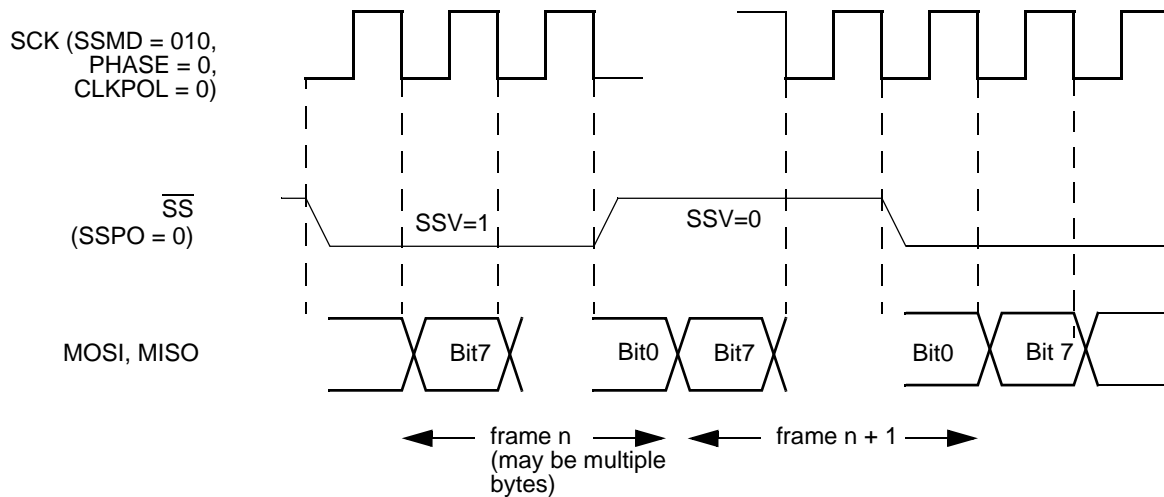 SCK (SSMD = 010,
PHASE = 0,
CLKPOL = 0)
SS
(SSPO = 0)
SSV=1
SSV=0
MOSI, MISO
Bit7
Bit0
Bit7
Bit0
Bit 7
frame n
(may be multiple
bytes)
frame n + 1